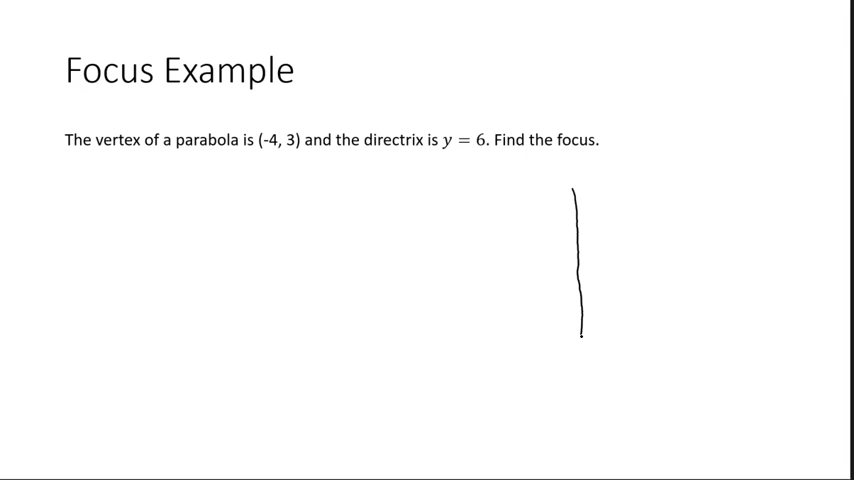 Focus Example
The vertex of a parabola is (-4, 3) and the directrix is y = 6. Find the focus.